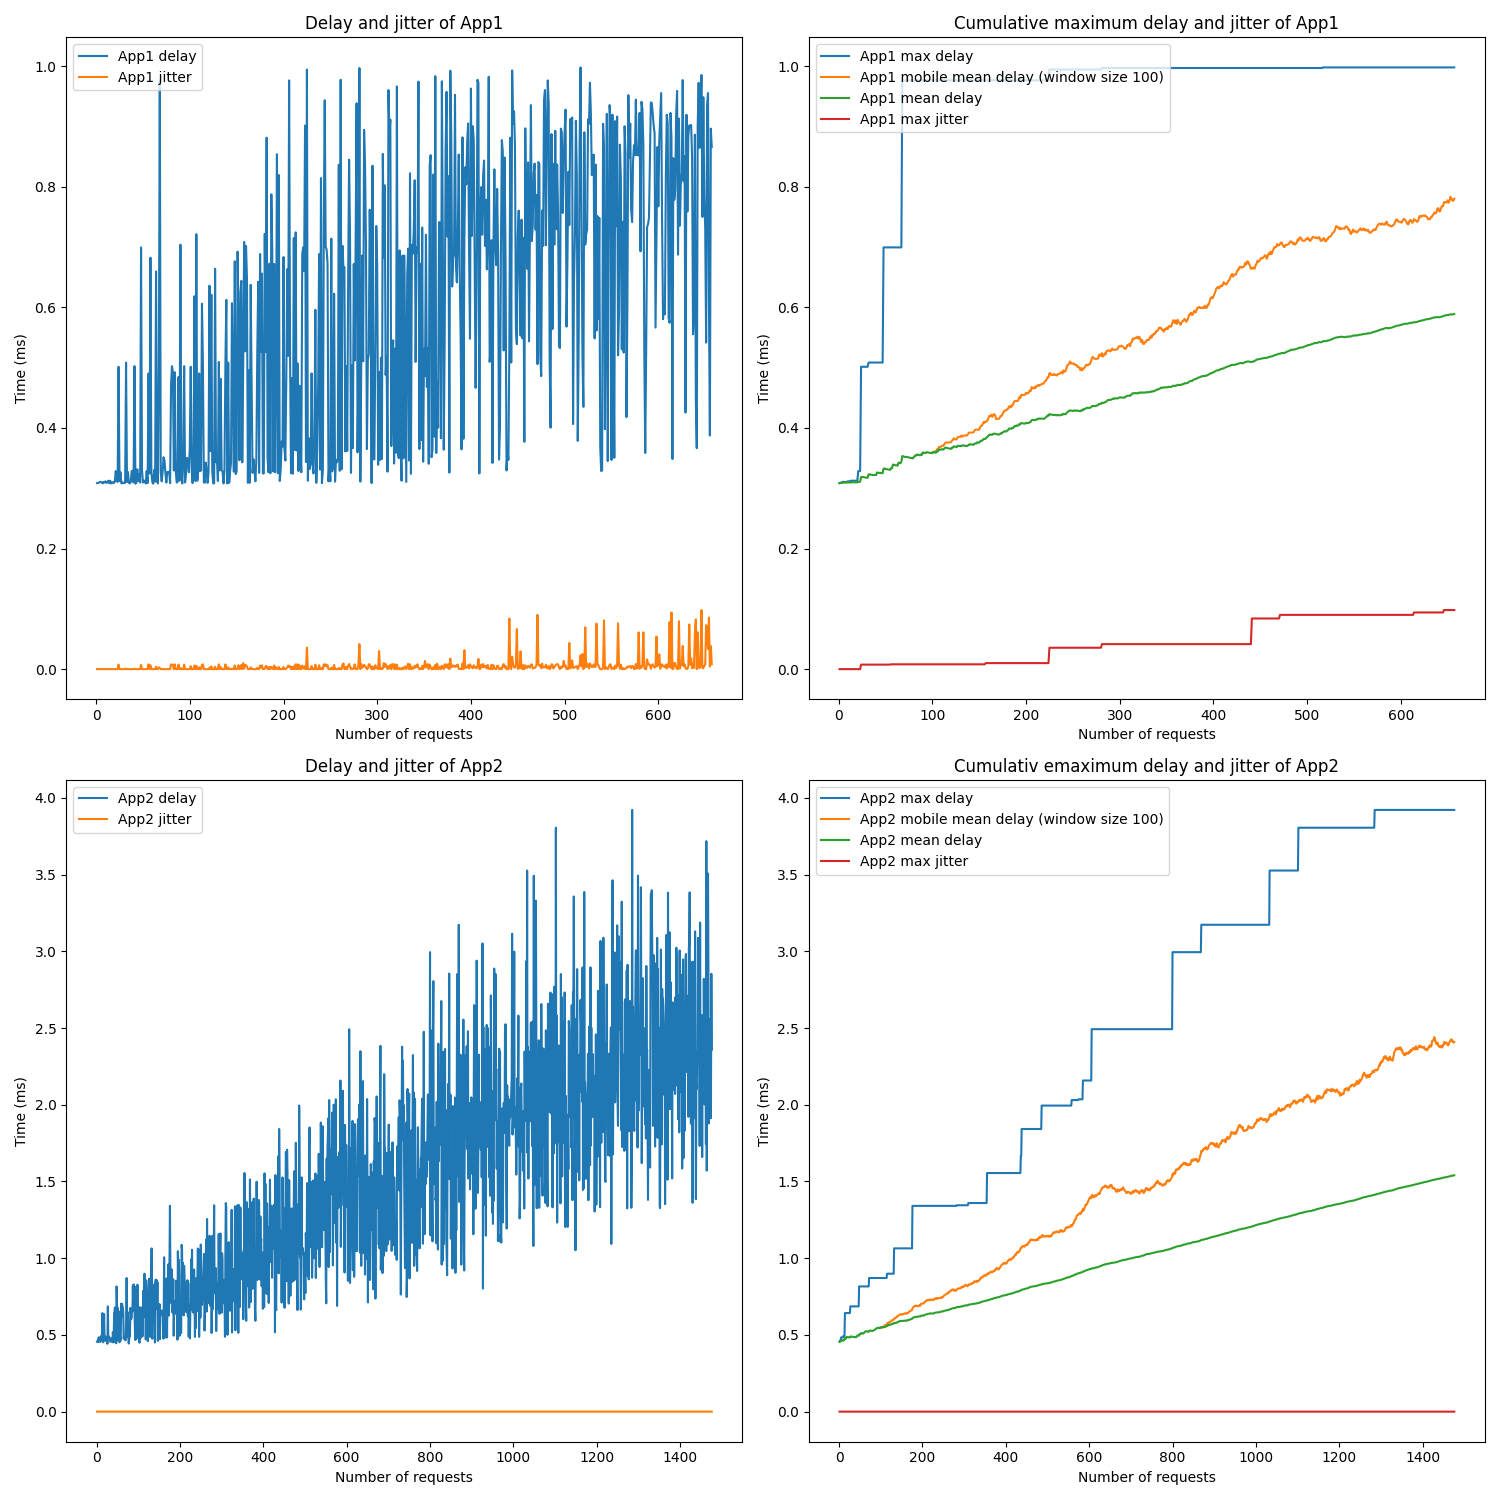 Delay and jitter of App1
App1 delay
App1 jitter
1.0
0.8
0.6
0.4
0.2
0.0
Time (ms)
0 100 200 300 400 500 600
Number of requests
Cumulative maximum delay and jitter of App1
App1 max delay
App1 mobile mean delay (window size 100)
App1 mean delay
App1 max jitter
1.0
0.8
0.6
0.4
0.2
0.0
Time (ms)
0 100 200 300 400 500 600
Number of requests
Delay and jitter of App2
App2 delay
App2 jitter
4.0
3.5
3.0
2.5
2.0
1.5
1.0
0.5
0.0
Time (ms)
0 200 400 600 800 1000 1200 1400
Number of requests
Cumulativ emaximum delay and jitter of App2
App2 max delay
App2 mobile mean delay (window size 100)
App2 mean delay
App2 max jitter
4.0
3.5
3.0
2.5
2.0
1.5
1.0
0.5
0.0
Time (ms)
0 200 400 600 800 1000 1200 1400
Number of requests